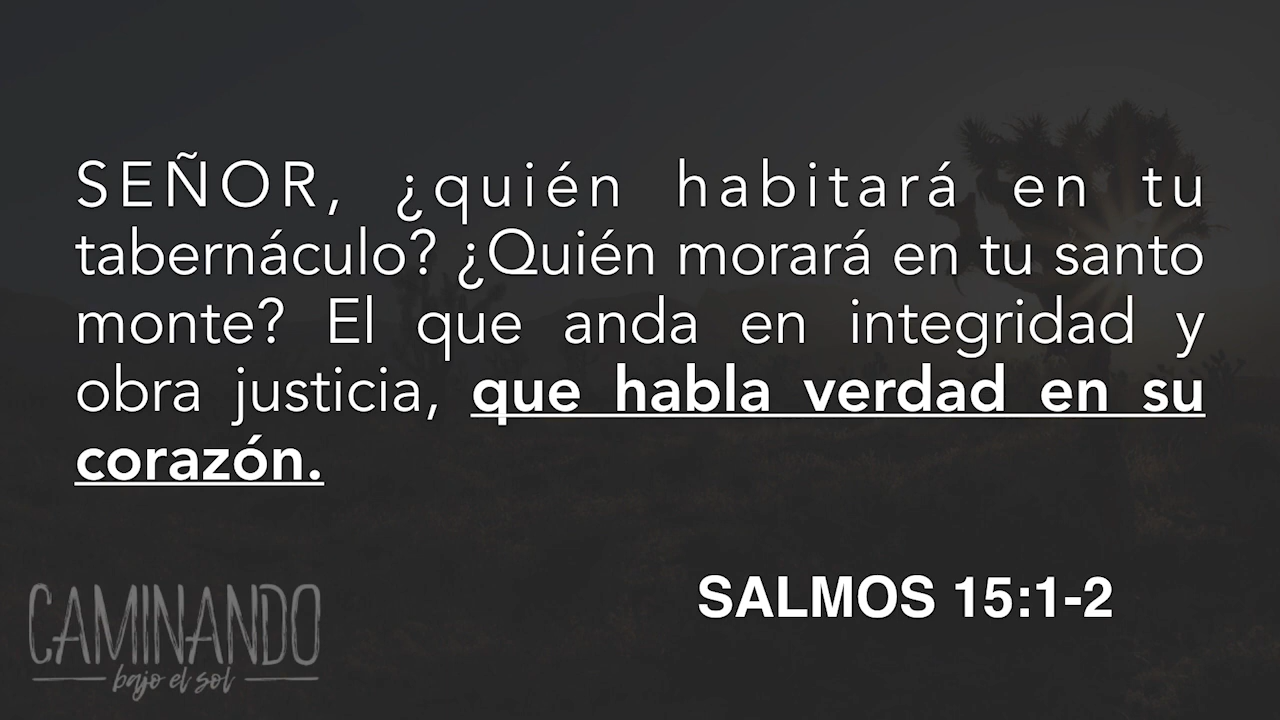 SEÑOR, ¿quién habitará en tu
tabernáculo? ¿Quién morará en tu santo
monte? El que anda en integridad y
obra justicia, que habla verdad en su
corazón.
SALMOS 15:1-2
CAMINANDO
bajo el sol